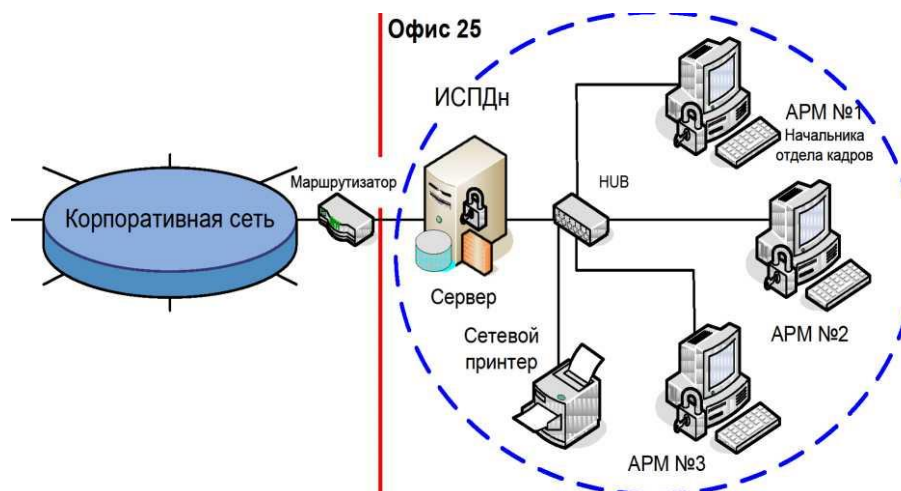 Офис 25
ИСПДн
АРМ №1
Начальника
отдела кадров
Маршрутизатор
HUB
Корпоративная сеть
Сервер
Сетевой
принтер
АРМ №2
АРМ №3